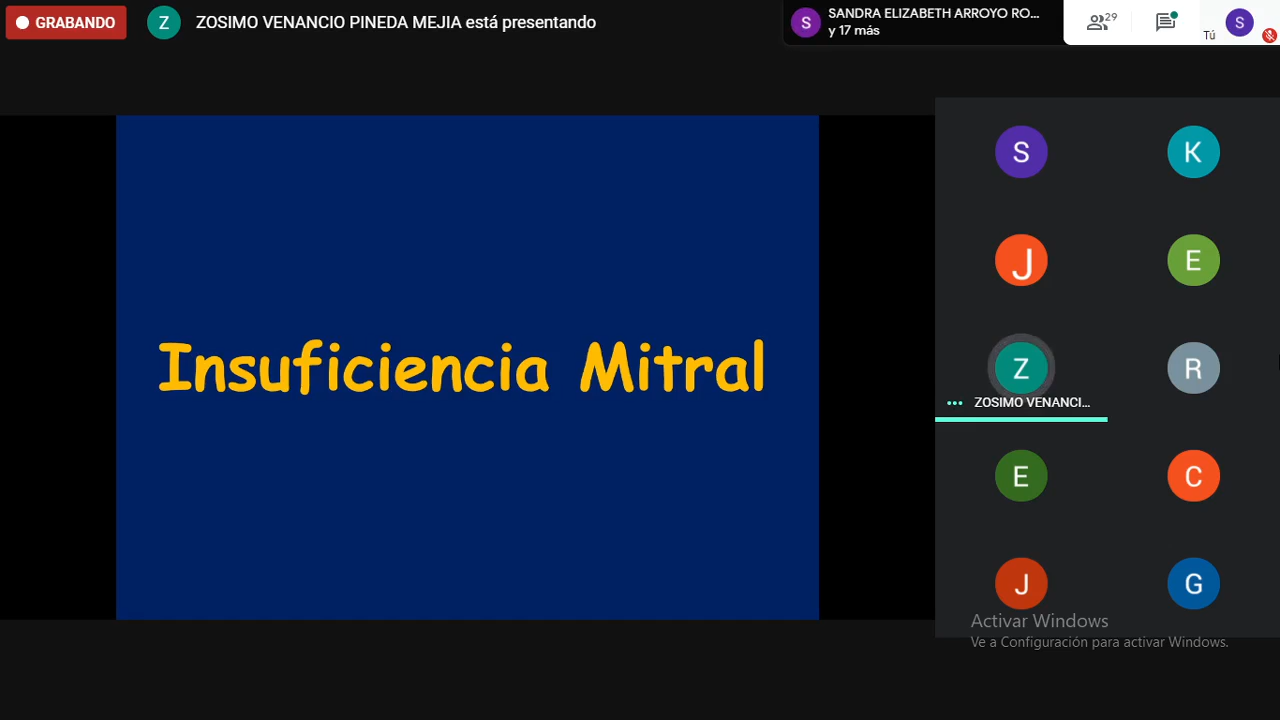 GRABANDO
Z
ZOSIMO VENANCIO PINEDA MEJIA está presentando
S
SANDRA ELIZABETH ARROYO RO...
y 17 más
29
Tú
S
S
K
J
E
Insuficiencia Mitral
Z
R
ZOSIMO VENANCI...
E
C
J
G
Activar Windows
Ve a Configuración para activar Windows.